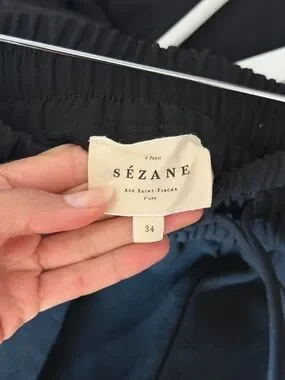 à PARIS
SÉZANE
RUE SAINT-FIACRE
2e ARR.
34